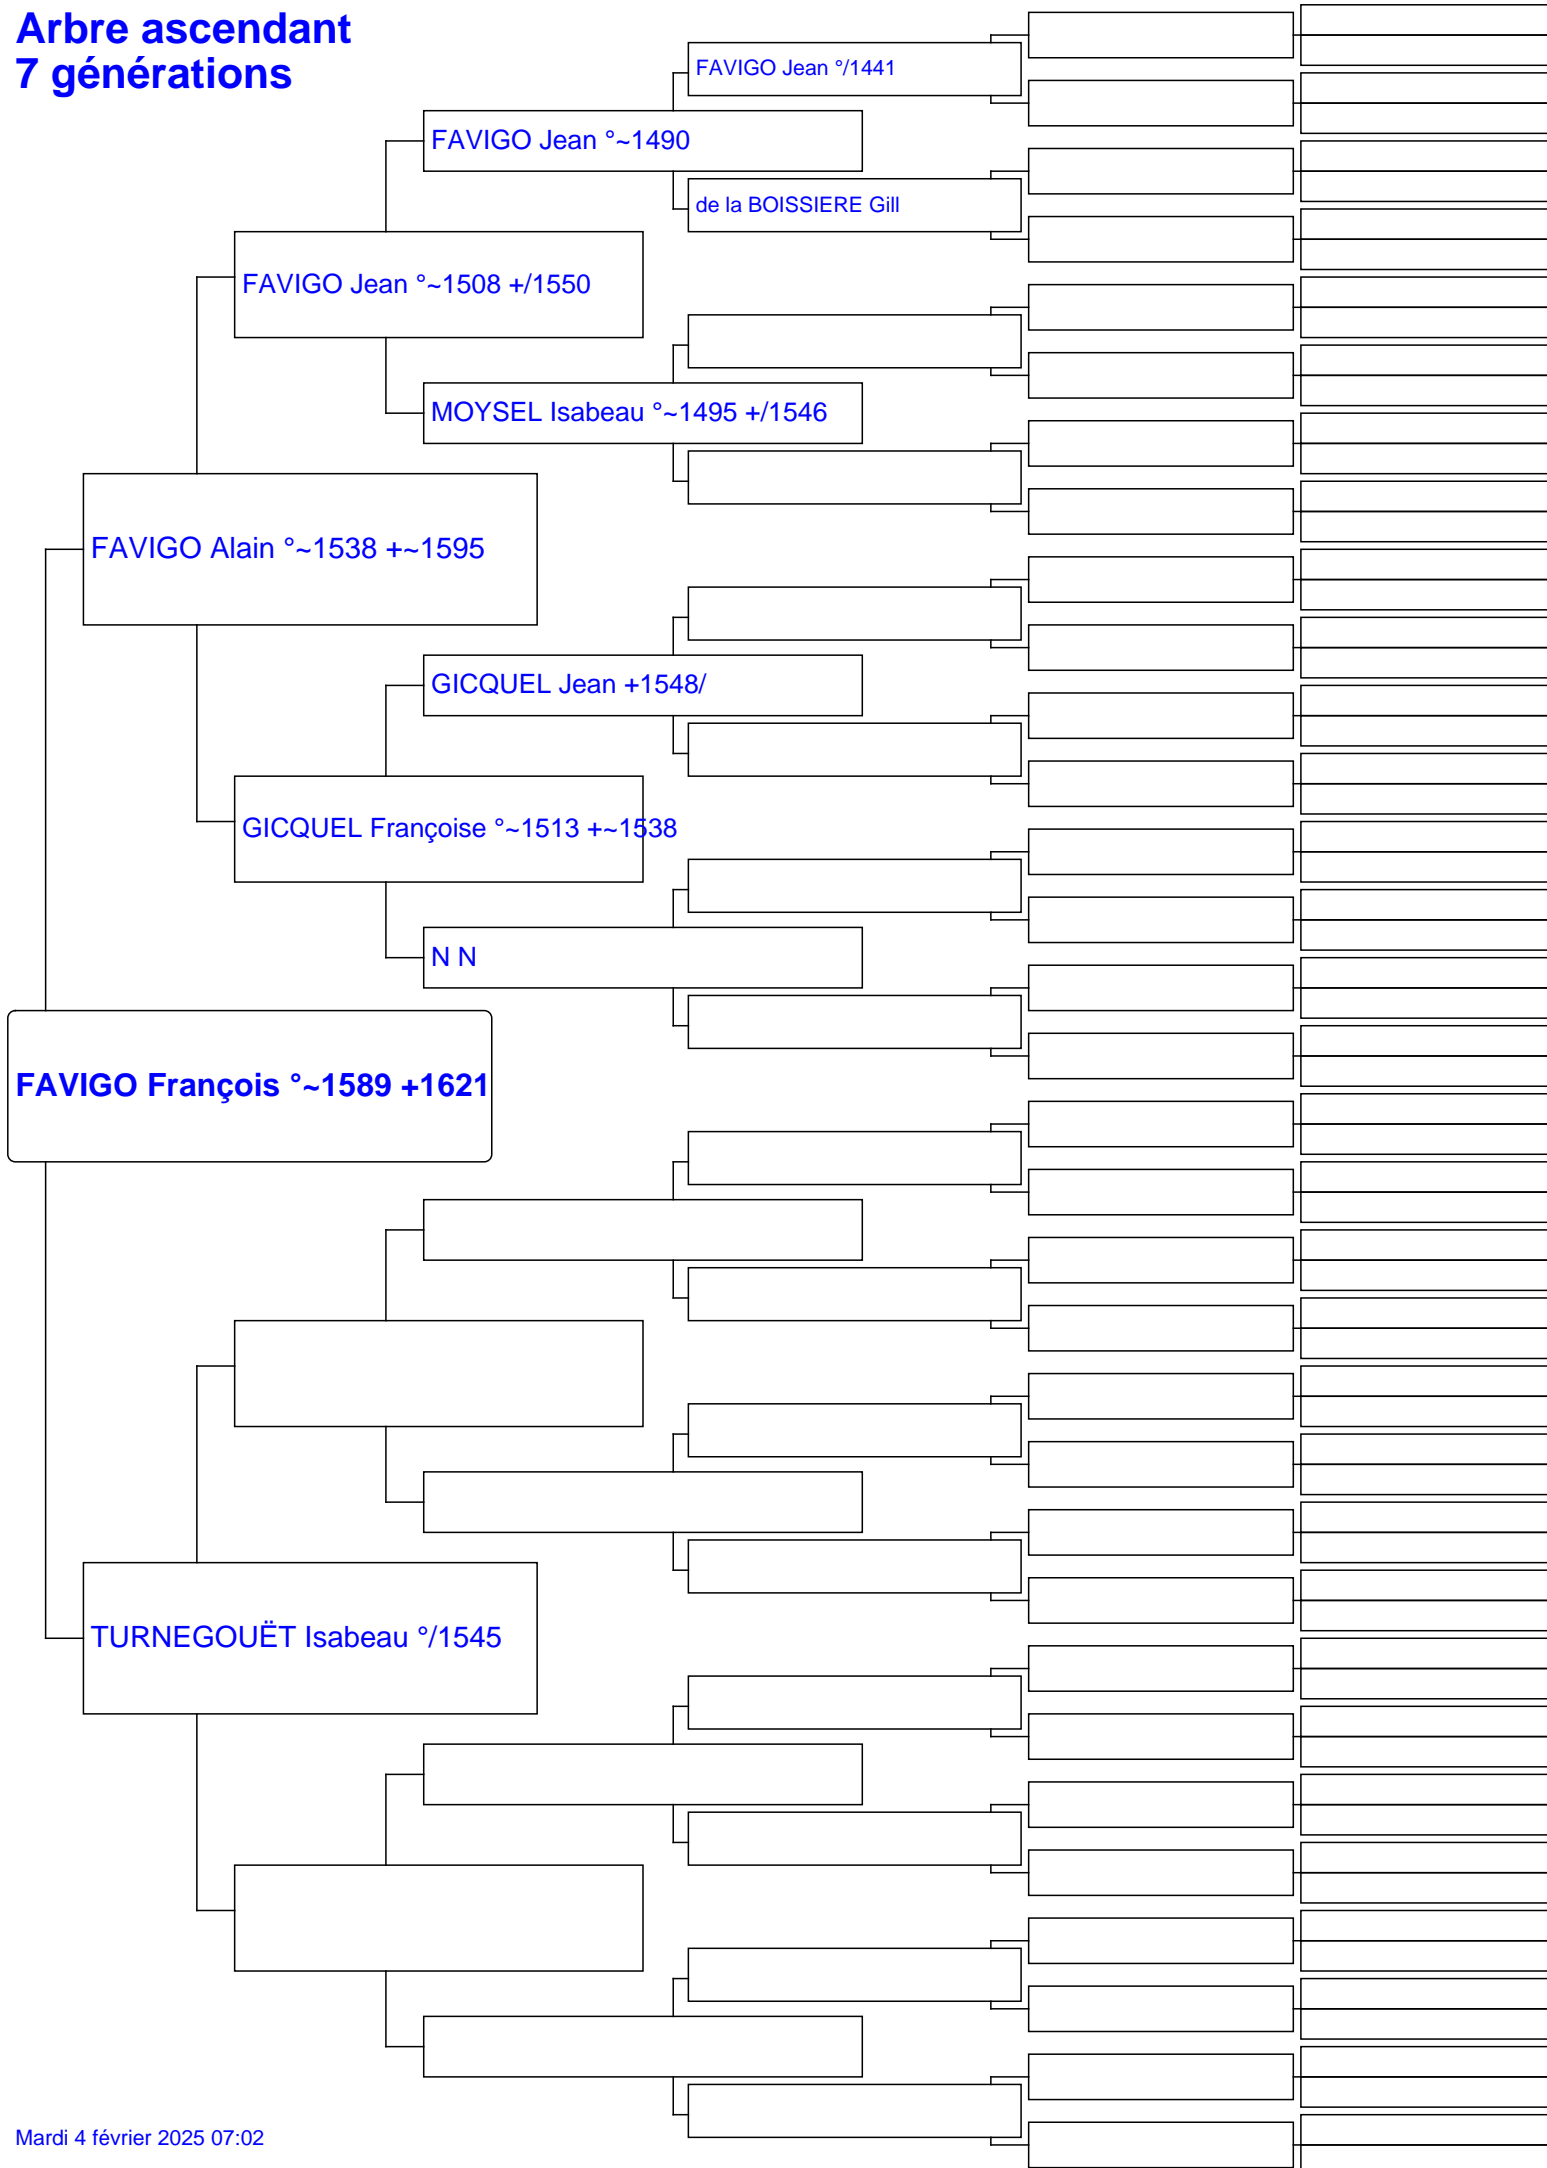 Arbre ascendant
7 générations
FAVIGO Jean °/1441
FAVIGO Jean °~1490
de la BOISSIERE Gill
FAVIGO Jean °~1508 +/1550
MOYSEL Isabeau °~1495 +/1546
FAVIGO Alain °~1538 +~1595
GICQUEL Jean +1548/
GICQUEL Françoise °~1513 +~1538
N N
FAVIGO François °~1589 +1621
TURNEGOUËT Isabeau °/1545
Mardi 4 février 2025 07:02